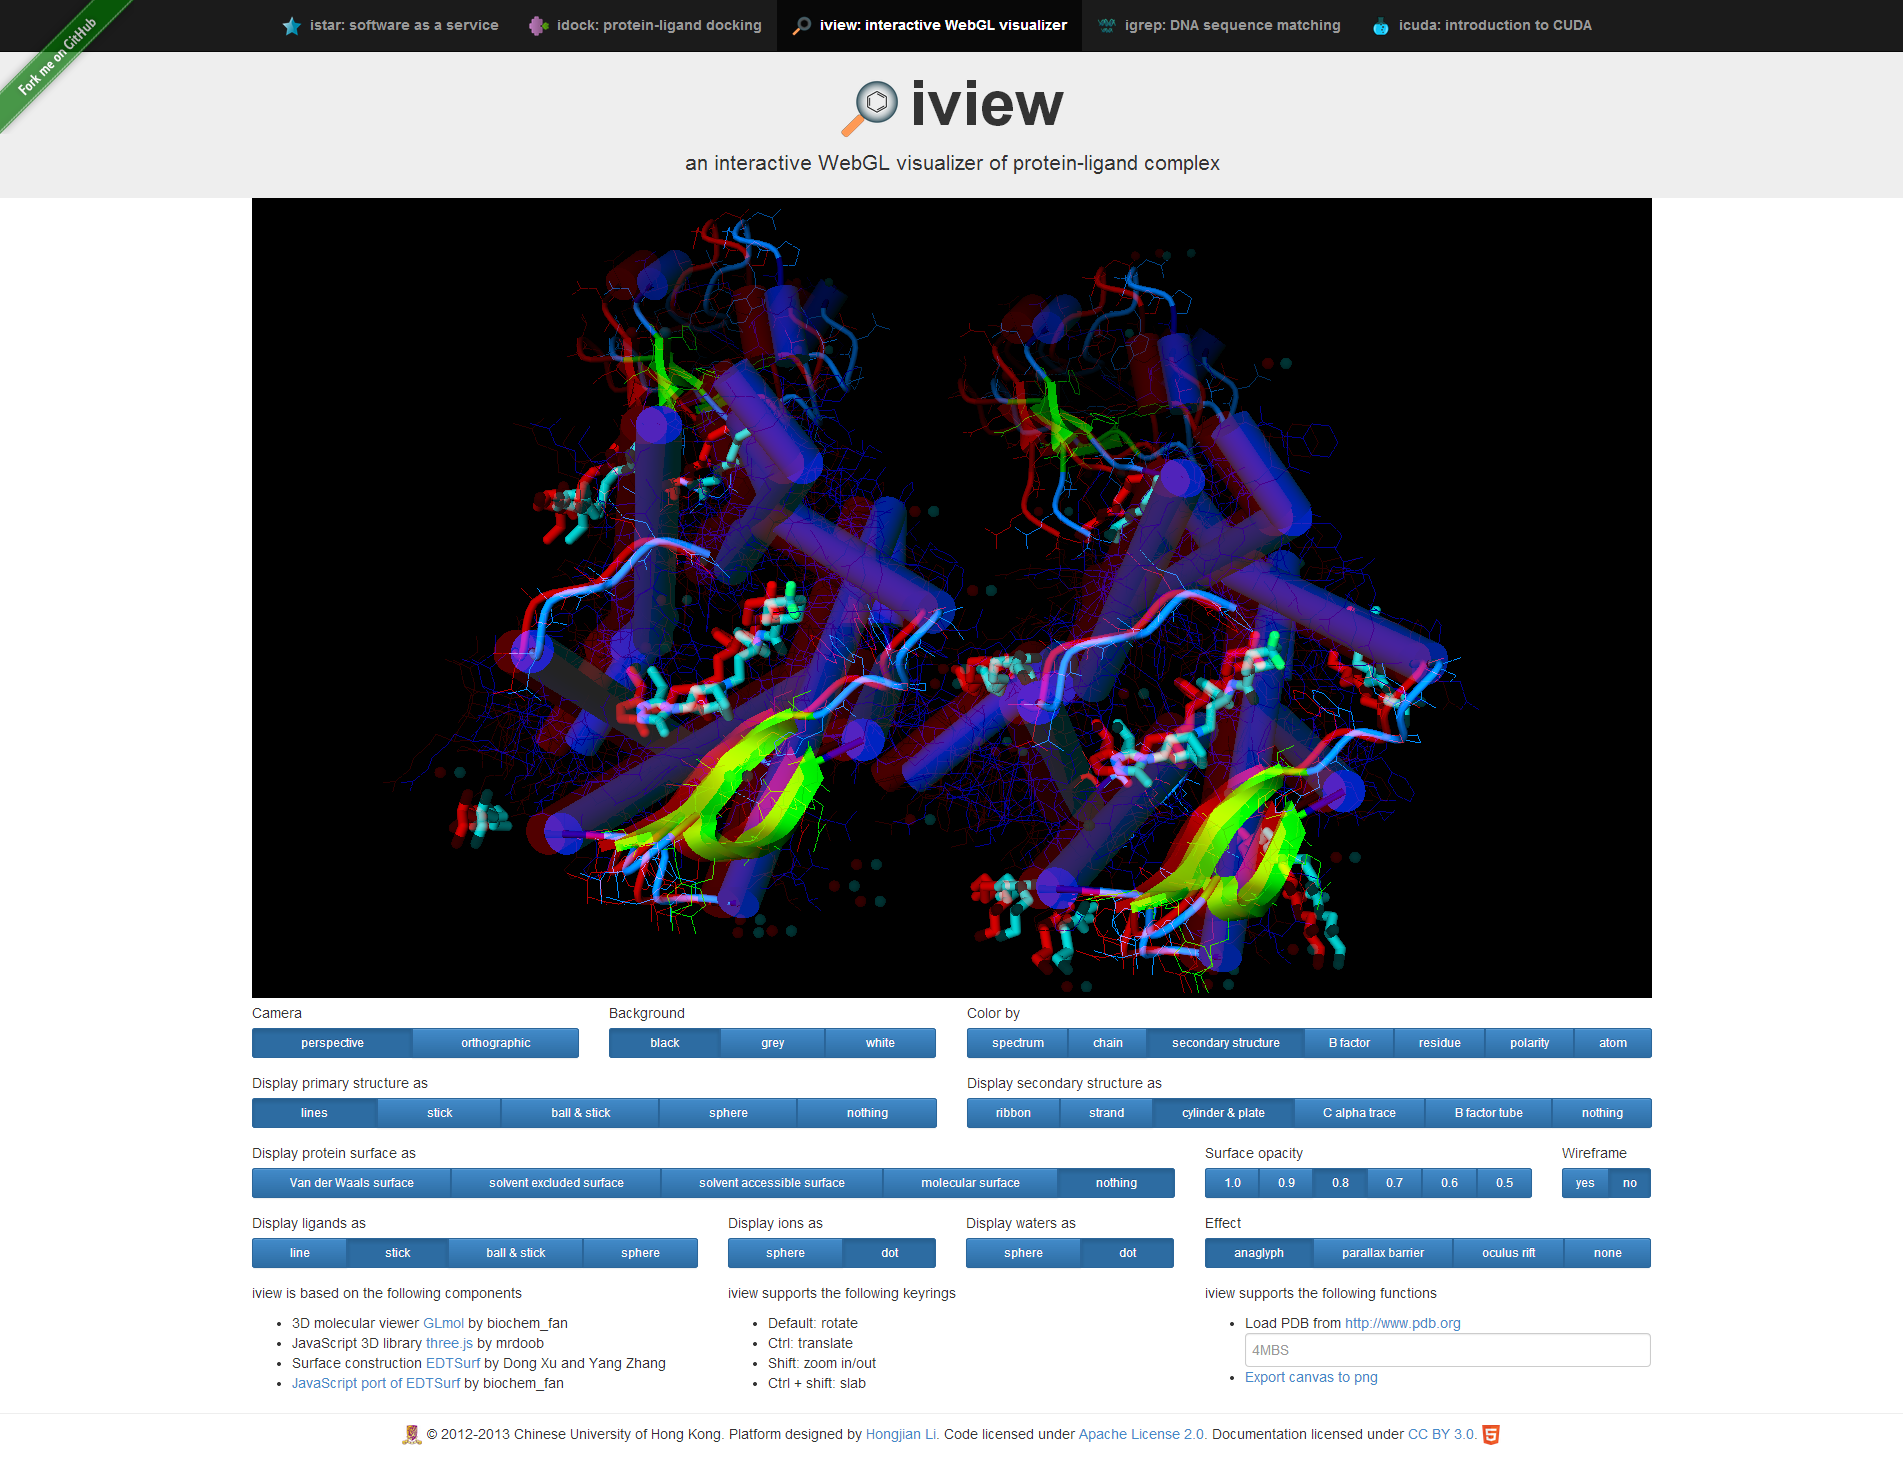 istar: software as a service idock: protein-ligand docking iview: interactive WebGL visualizer igrep: DNA sequence matching icuda: introduction to CUDA
Fork me on GitHub
iview
an interactive WebGL visualizer of protein-ligand complex
Camera Background Color by
perspective orthographic black grey white spectrum chain secondary structure B factor residue polarity atom
Display primary structure as Display secondary structure as
lines stick ball & stick sphere nothing ribbon strand cylinder & plate C alpha trace B factor tube nothing
Display protein surface as Surface opacity Wireframe
Van der Waals surface solvent excluded surface solvent accessible surface molecular surface nothing 1.0 0.9 0.8 0.7 0.6 0.5 yes no
Display ligands as Display ions as Display waters as Effect
line stick ball & stick sphere sphere dot sphere dot anaglyph parallax barrier oculus rift none
iview is based on the following components
3D molecular viewer GLmol by biochem_fan
JavaScript 3D library three.js by mrdoob
Surface construction EDTSurf by Dong Xu and Yang Zhang
JavaScript port of EDTSurf by biochem_fan
iview supports the following keyrings
Default: rotate
Ctrl: translate
Shift: zoom in/out
Ctrl + shift: slab
iview supports the following functions
Load PDB from http://www.pdb.org
4MBS
Export canvas to png
© 2012-2013 Chinese University of Hong Kong. Platform designed by Hongjian Li. Code licensed under Apache License 2.0. Documentation licensed under CC BY 3.0.